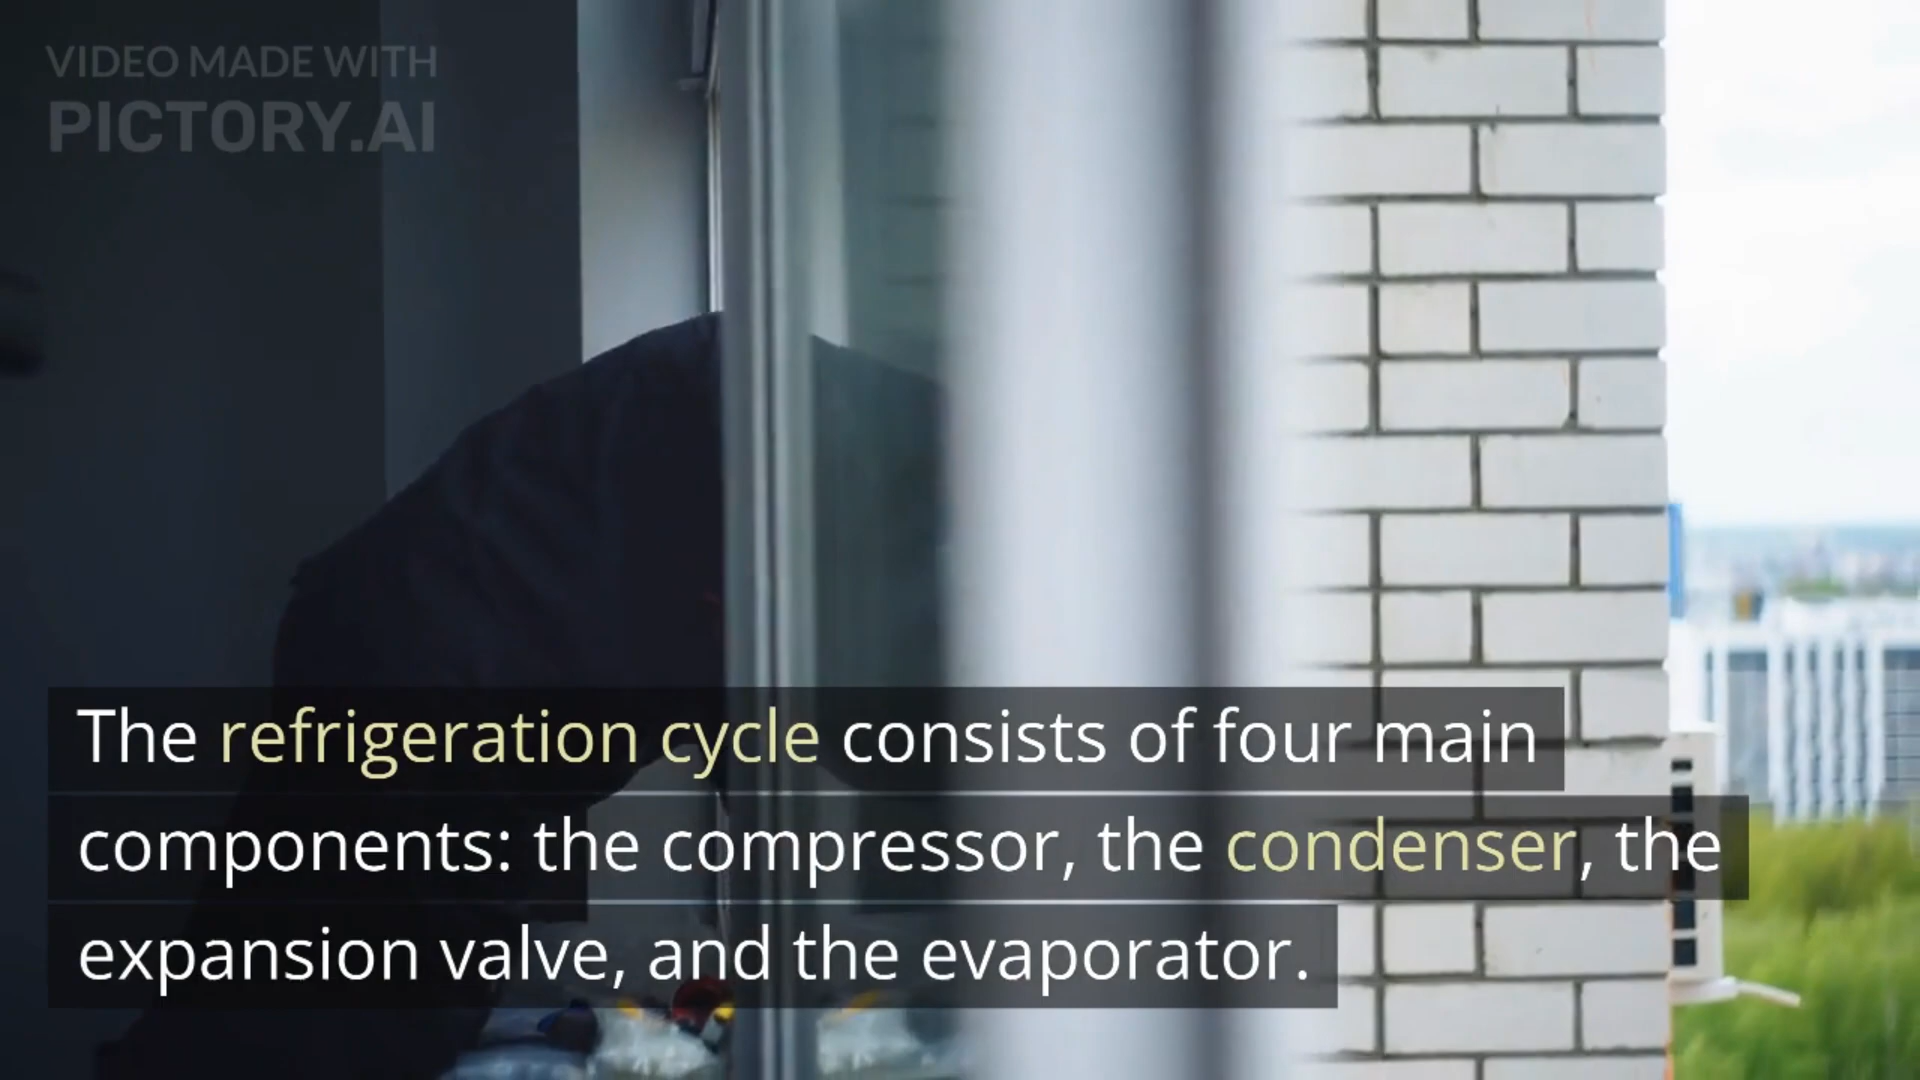 VIDEO MADE WITH
PICTORY.AI
The refrigeration cycle consists of four main
components: the compressor, the condenser, the
expansion valve, and the evaporator.